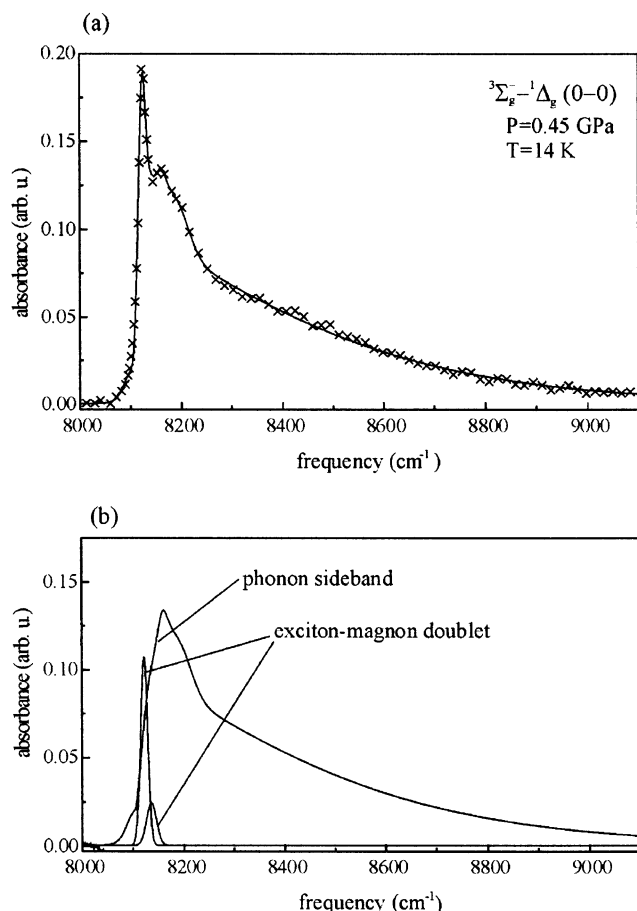 (a)
0.20
0.15
0.10
0.05
0.00
absorbance (arb. u.)
³Σg⁻–¹Δg (0–0)
P=0.45 GPa
T=14 K
8000 8200 8400 8600 8800 9000
frequency (cm⁻¹)
(b)
0.15
0.10
0.05
0.00
absorbance (arb. u.)
phonon sideband
exciton-magnon doublet
8000 8200 8400 8600 8800 9000
frequency (cm⁻¹)